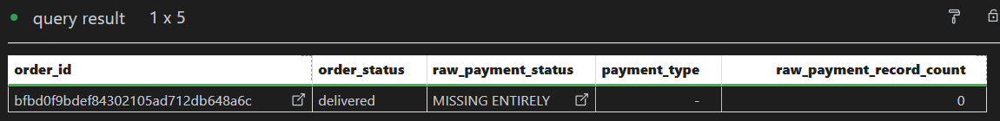 query result 1 x 5
order_id order_status raw_payment_status payment_type raw_payment_record_count
bfbd0f9bdef84302105ad712db648a6c delivered MISSING ENTIRELY - 0